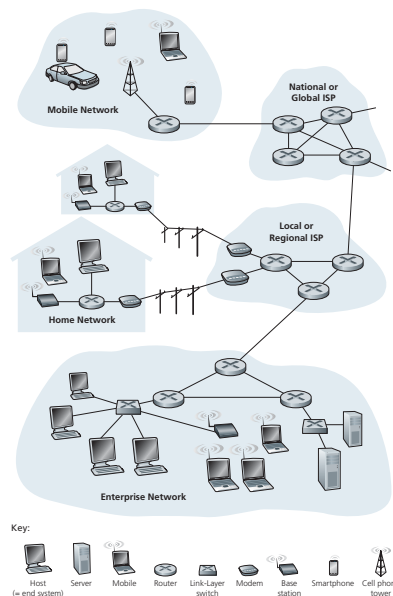 Mobile Network
National or
Global ISP
Local or
Regional ISP
Home Network
Enterprise Network
Key:
Host
(= end system)
Server
Mobile
Router
Link-Layer
switch
Modem
Base
station
Smartphone
Cell phon
tower